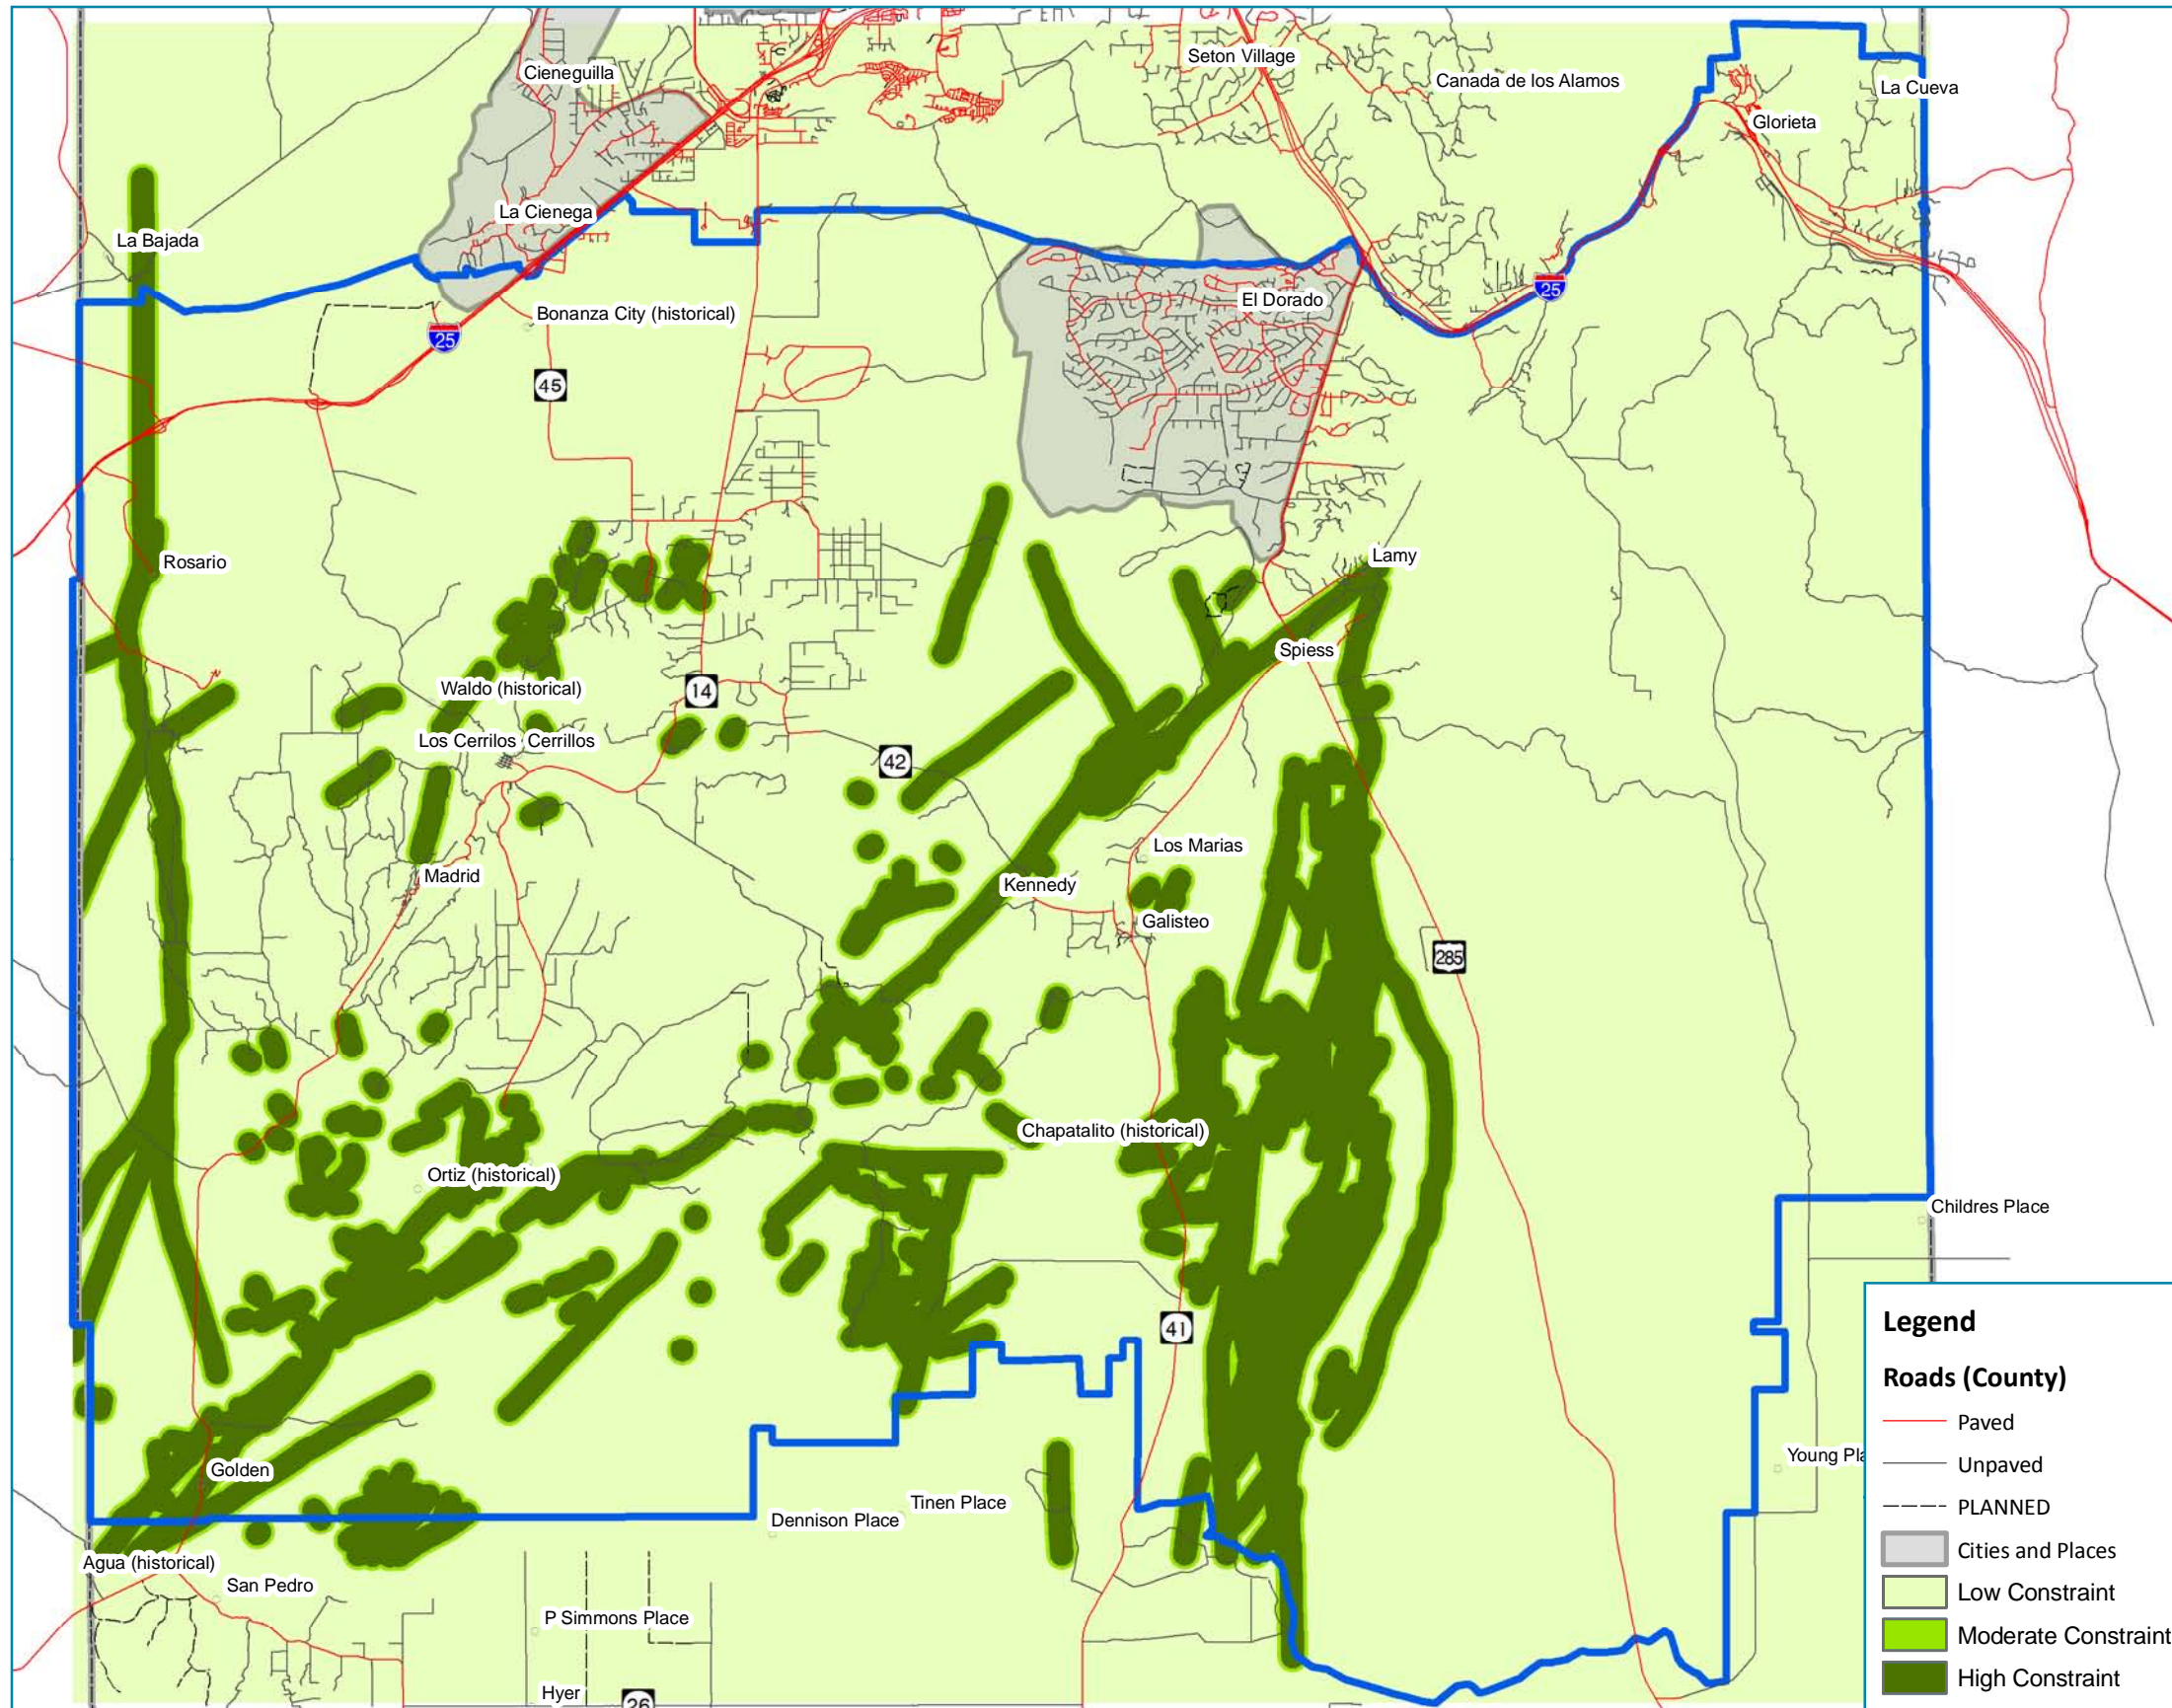 Cieneguilla
Seton Village
Canada de los Alamos
La Cueva
Glorieta
La Cienega
La Bajada
25
El Dorado
Bonanza City (historical)
25
45
Rosario
Lamy
Spiess
Waldo (historical)
14
Los Cerrilos Cerrillos
42
Los Marias
Madrid
Kennedy
Galisteo
285
Chapatalito (historical)
Ortiz (historical)
Childres Place
41
Golden
Young Pla
Tinen Place
Dennison Place
Agua (historical)
San Pedro
P Simmons Place
Hyer
26
Legend
Roads (County)
Paved
Unpaved
PLANNED
Cities and Places
Low Constraint
Moderate Constraint
High Constraint